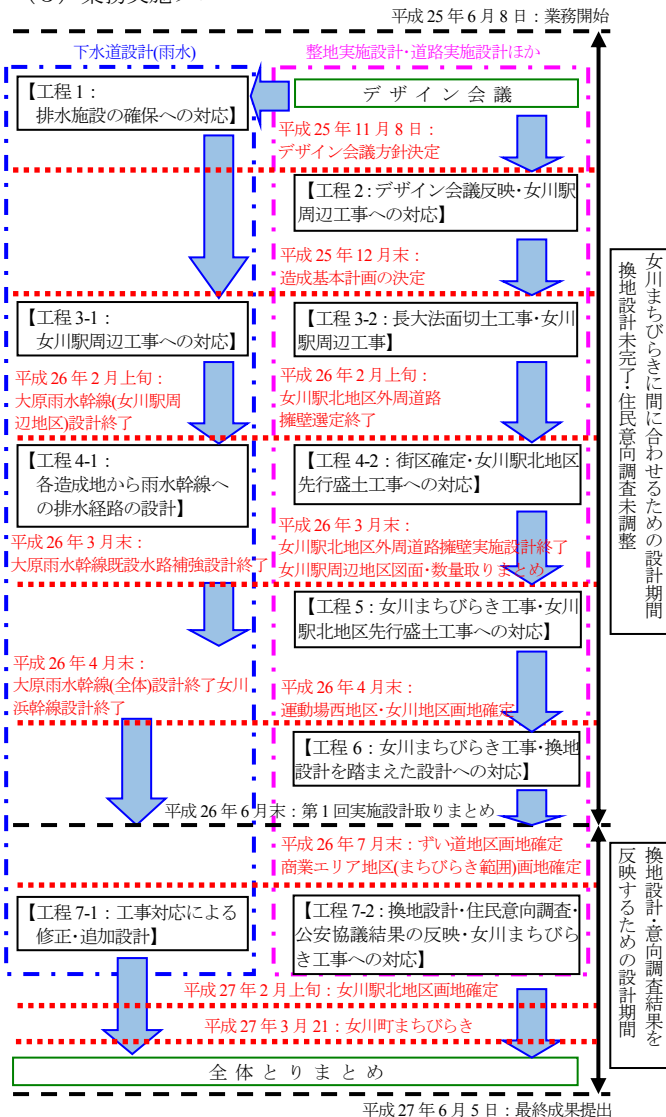 平成25年6月8日：業務開始
下水道設計(雨水)
整地実施設計・道路実施設計ほか
【工程1：
排水施設の確保への対応】
デザイン会議
平成25年11月8日：
デザイン会議方針決定
【工程2：デザイン会議反映・女川駅
周辺工事への対応】
平成25年12月末：
造成基本計画の決定
【工程3-1：
女川駅周辺工事への対応】
【工程3-2：長大法面切土工事・女川
駅周辺工事】
平成26年2月上旬：
大原雨水幹線(女川駅周
辺地区)設計終了
平成26年2月上旬：
女川駅北地区外周道路
擁壁選定終了
【工程4-1：
各造成地から雨水幹線へ
の排水経路の設計】
【工程4-2：街区確定・女川駅北地区
先行盛土工事への対応】
平成26年3月末：
大原雨水幹線既設水路補強設計終了
平成26年3月末：
女川駅北地区外周道路擁壁実施設計終了
女川駅周辺地区図面・数量取りまとめ
【工程5：女川まちびらき工事・女川
駅北地区先行盛土工事への対応】
平成26年4月末：
大原雨水幹線(全体)設計終了女川
浜幹線設計終了
平成26年4月末：
運動場西地区・女川地区画地確定
【工程6：女川まちびらき工事・換地
設計を踏まえた設計への対応】
平成26年6月末：第1回実施設計取りまとめ
女川まちびらきに間に合わせるための設計期間
換地設計未完了・住民意向調査未調整
平成26年7月末：ずい道地区画地確定
商業エリア地区(まちびらき範囲)画地確定
【工程7-1：工事対応による
修正・追加設計】
【工程7-2：換地設計・住民意向調査・
公安協議結果の反映・女川まちびら
き工事への対応】
平成27年2月上旬：女川駅北地区画地確定
平成27年3月21：女川町まちびらき
換地設計・意向調査結果を
反映するための設計期間
全体とりまとめ
平成27年6月5日：最終成果提出